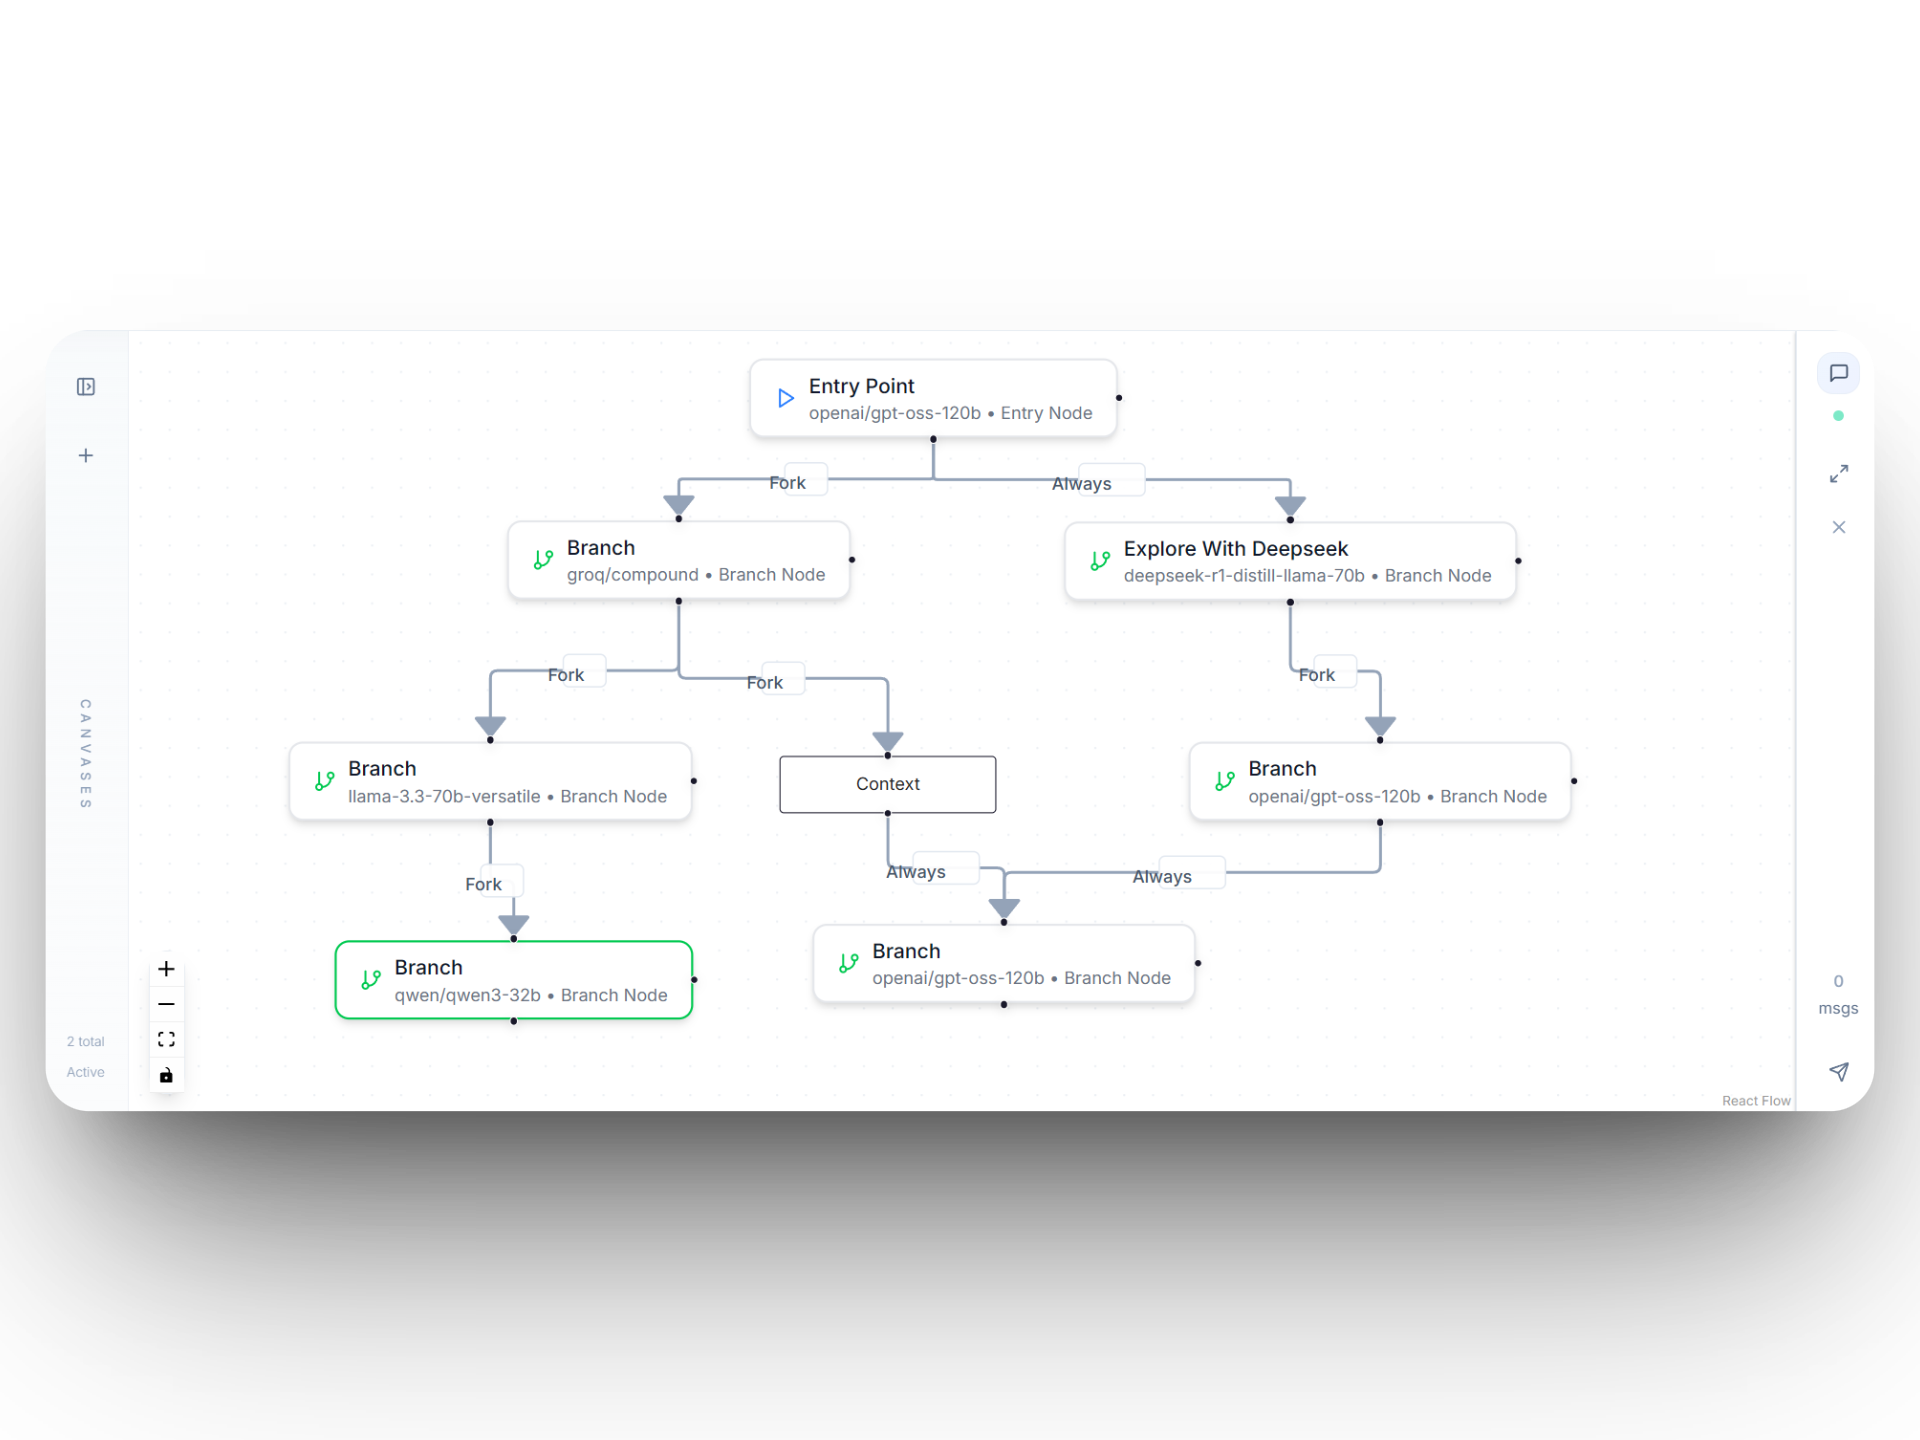 Entry Point
openai/gpt-oss-120b • Entry Node
Fork
Always
Branch
groq/compound • Branch Node
Explore With Deepseek
deepseek-r1-distill-llama-70b • Branch Node
Fork
Fork
Fork
Branch
llama-3.3-70b-versatile • Branch Node
Context
Branch
openai/gpt-oss-120b • Branch Node
Fork
Always
Always
Branch
qwen/qwen3-32b • Branch Node
Branch
openai/gpt-oss-120b • Branch Node
CANVASES
2 total
Active
0
msgs
React Flow